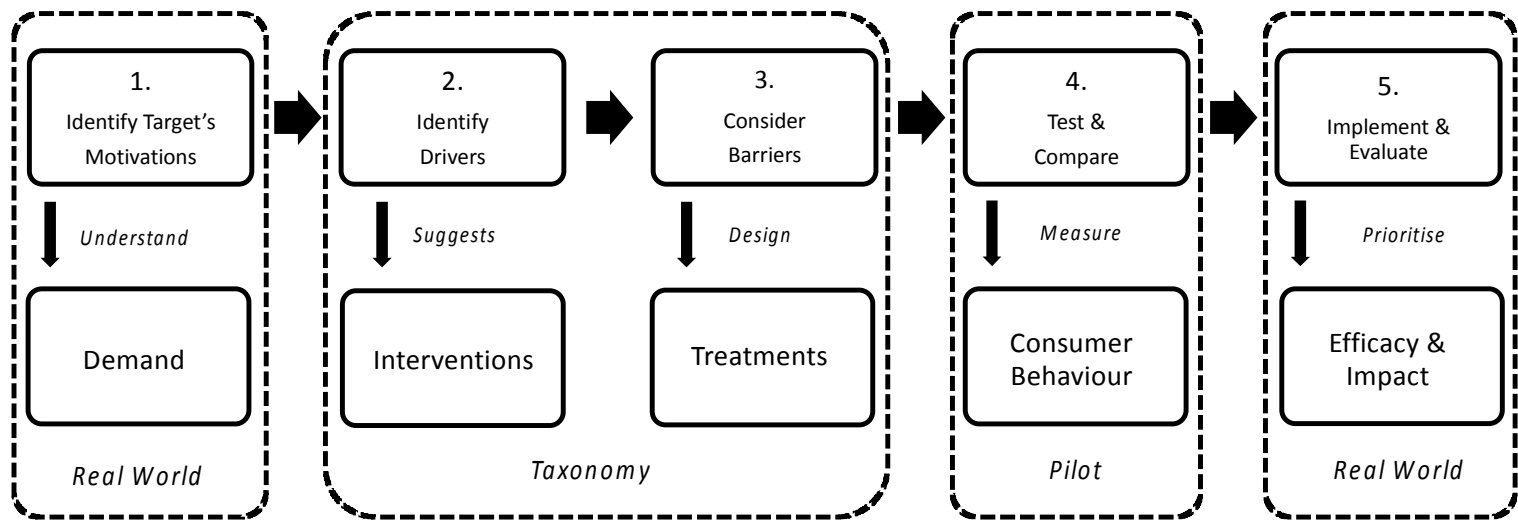 1.
Identify Target's
Motivations
2.
Identify
Drivers
3.
Consider
Barriers
4.
Test &
Compare
5.
Implement &
Evaluate
Understand
Suggests
Design
Measure
Prioritise
Demand
Interventions
Treatments
Consumer
Behaviour
Efficacy &
Impact
Real World
Taxonomy
Pilot
Real World